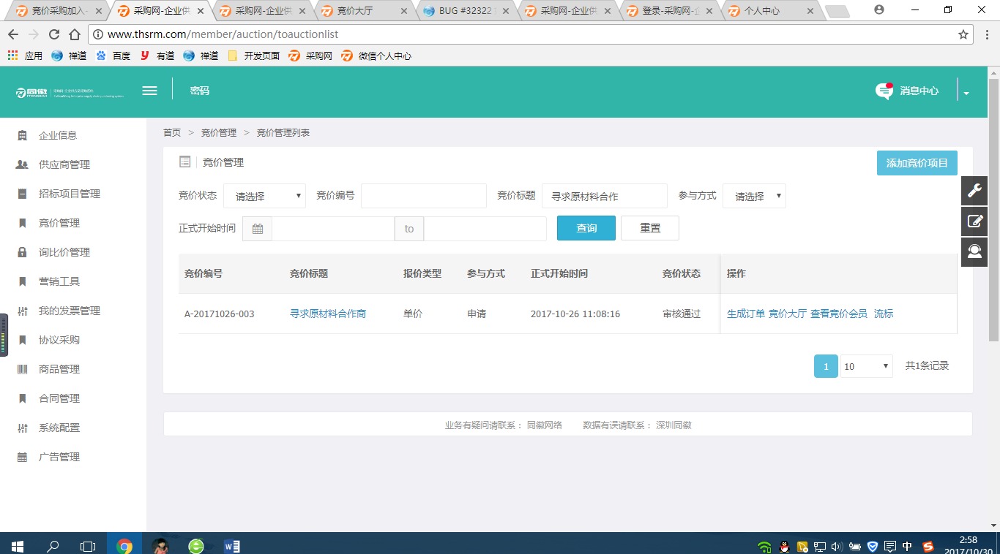 竞价采购加入-
采购网-企业供
采购网-企业供
竞价大厅
BUG #32322
采购网-企业供
登录-采购网-企
个人中心
www.thsrm.com/member/auction/toauctionlist
应用 禅道 百度 有道 禅道 开发页面 采购网 微信个人中心
同徽 密码 消息中心
企业信息
供应商管理
招标项目管理
竞价管理
询比价管理
营销工具
我的发票管理
协议采购
商品管理
合同管理
系统配置
广告管理
首页 > 竞价管理 > 竞价管理列表
竞价管理 添加竞价项目
竞价状态 请选择 竞价编号 竞价标题 寻求原材料合作 参与方式 请选择
正式开始时间 to 查询 重置
竞价编号 竞价标题 报价类型 参与方式 正式开始时间 竞价状态 操作
A-20171026-003 寻求原材料合作商 单价 申请 2017-10-26 11:08:16 审核通过 生成订单 竞价大厅 查看竞价会员 流标
1 10 共1条记录
业务有疑问请联系： 同徽网络 数据有误请联系： 深圳同徽
中
2:58
2017/10/30